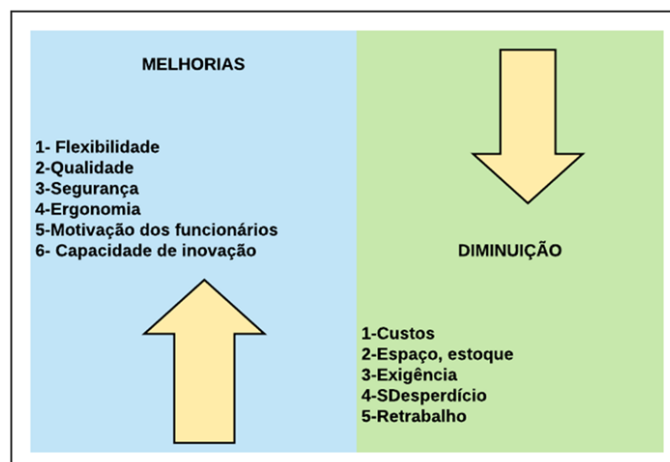 MELHORIAS
1- Flexibilidade
2-Qualidade
3-Segurança
4-Ergonomia
5-Motivação dos funcionários
6- Capacidade de inovação
DIMINUIÇÃO
1-Custos
2-Espaço, estoque
3-Exigência
4-SDesperdício
5-Retrabalho